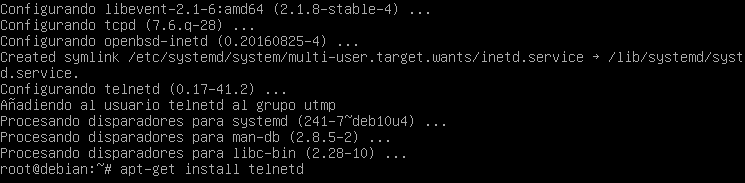 Configurando libevent-2.1-6:amd64 (2.1.8-stable-4) ...
Configurando tcpd (7.6.q-28) ...
Configurando openbsd-inetd (0.20160825-4) ...
Created symlink /etc/systemd/system/multi-user.target.wants/inetd.service → /lib/systemd/syst
d.service.
Configurando telnetd (0.17-41.2) ...
Añadiendo al usuario telnetd al grupo utmp
Procesando disparadores para systemd (241-7~deb10u4) ...
Procesando disparadores para man-db (2.8.5-2) ...
Procesando disparadores para libc-bin (2.28-10) ...
root@debian:~# apt-get install telnetd